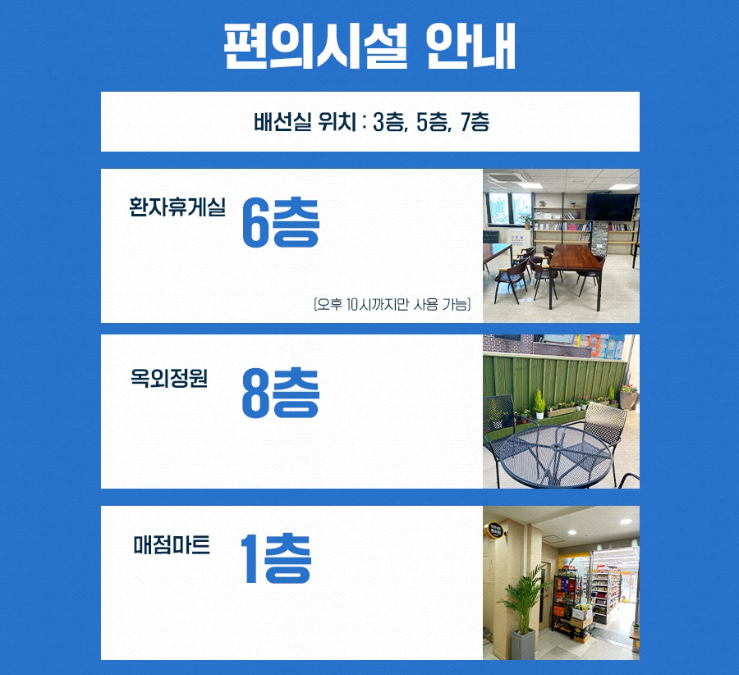 편의시설 안내
배선실 위치 : 3층, 5층, 7층
환자휴게실 6층
(오후 10시까지만 사용 가능)
옥외정원 8층
매점마트 1층